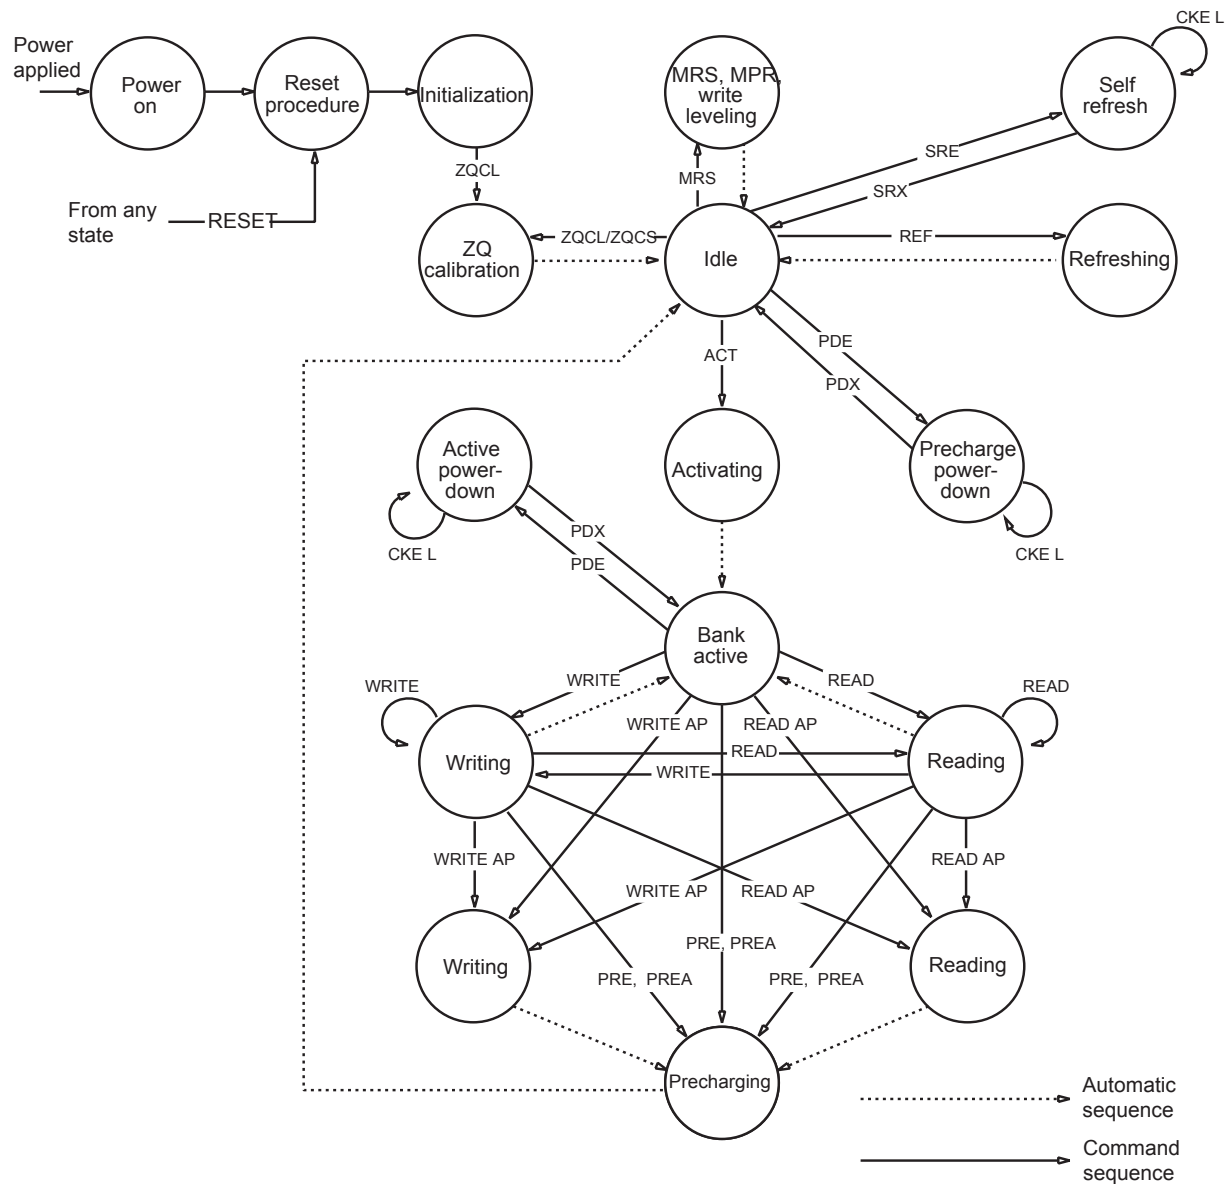 CKE L
Power
applied
Power
on
Reset
procedure
Initialization
MRS, MPR,
write
leveling
Self
refresh
ZQCL
MRS
SRE
SRX
From any
state
RESET
ZQ
calibration
ZQCL/ZQCS
Idle
REF
Refreshing
ACT
PDE
PDX
Active
power-
down
Activating
Precharge
power-
down
CKE L
PDX
PDE
CKE L
Bank
active
WRITE
WRITE
READ
READ
WRITE AP
READ AP
Writing
READ
WRITE
Reading
WRITE AP
READ AP
WRITE AP
READ AP
PRE, PREA
Writing
PRE, PREA
PRE, PREA
Reading
Precharging
Automatic
sequence
Command
sequence